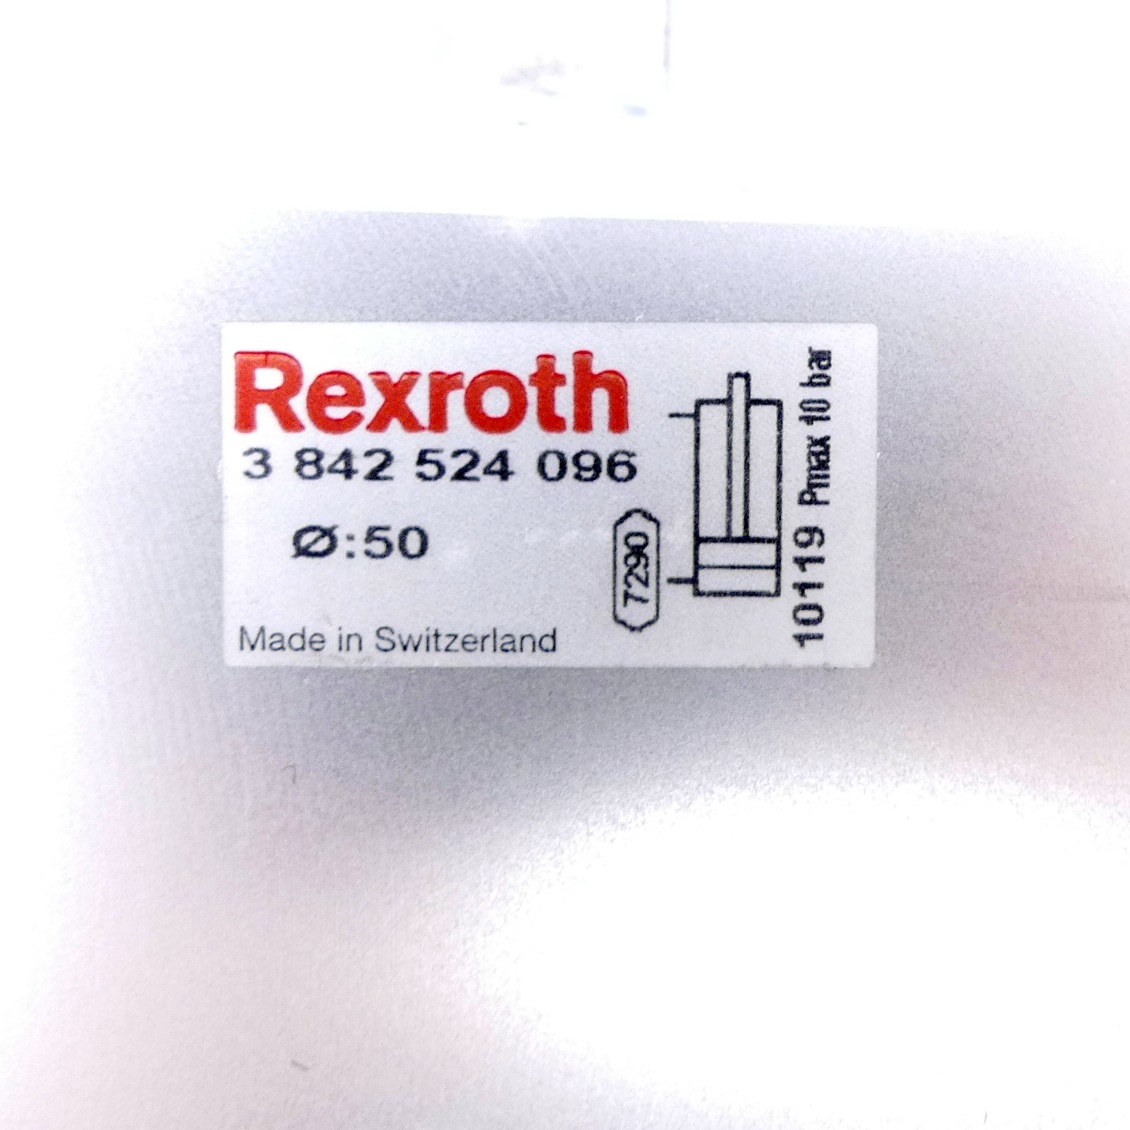 Rexroth
3 842 524 096
Ø:50
Made in Switzerland
7290
10119 Pmax 10 bar